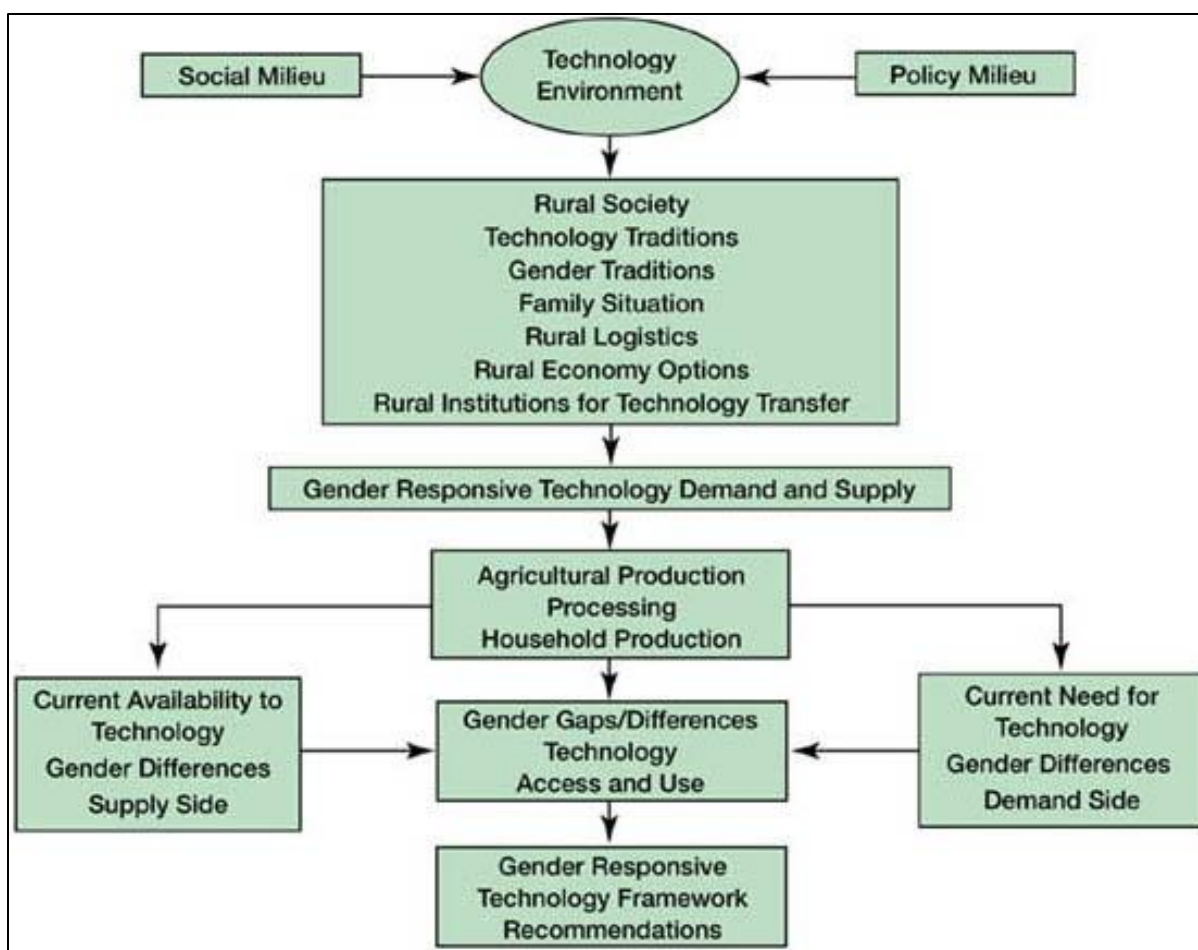 Social Milieu
Technology
Environment
Policy Milieu
Rural Society
Technology Traditions
Gender Traditions
Family Situation
Rural Logistics
Rural Economy Options
Rural Institutions for Technology Transfer
Gender Responsive Technology Demand and Supply
Agricultural Production
Processing
Household Production
Current Availability to
Technology
Gender Differences
Supply Side
Gender Gaps/Differences
Technology
Access and Use
Current Need for
Technology
Gender Differences
Demand Side
Gender Responsive
Technology Framework
Recommendations